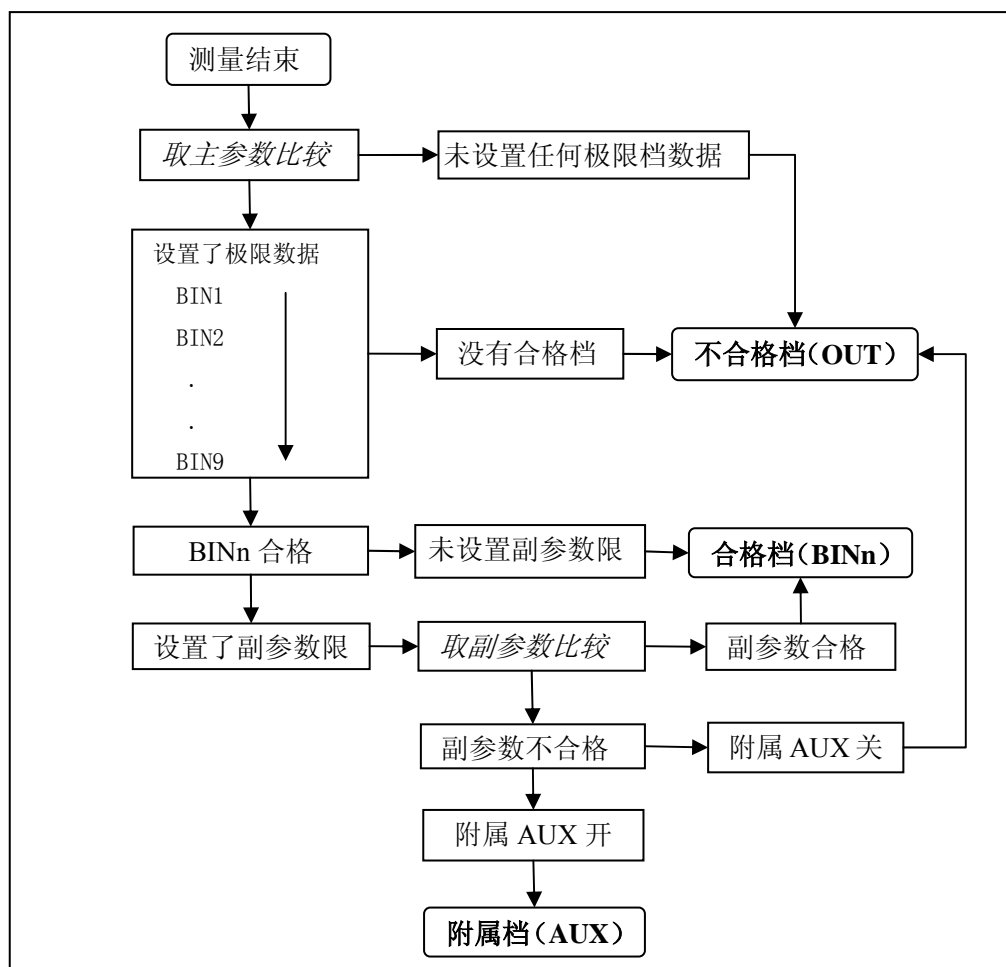 测量结束
取主参数比较
未设置任何极限档数据
设置了极限数据
BIN1
BIN2
.
.
BIN9
没有合格档
不合格档(OUT)
BINn 合格
未设置副参数限
合格档(BINn)
设置了副参数限
取副参数比较
副参数合格
副参数不合格
附属 AUX 关
附属 AUX 开
附属档(AUX)